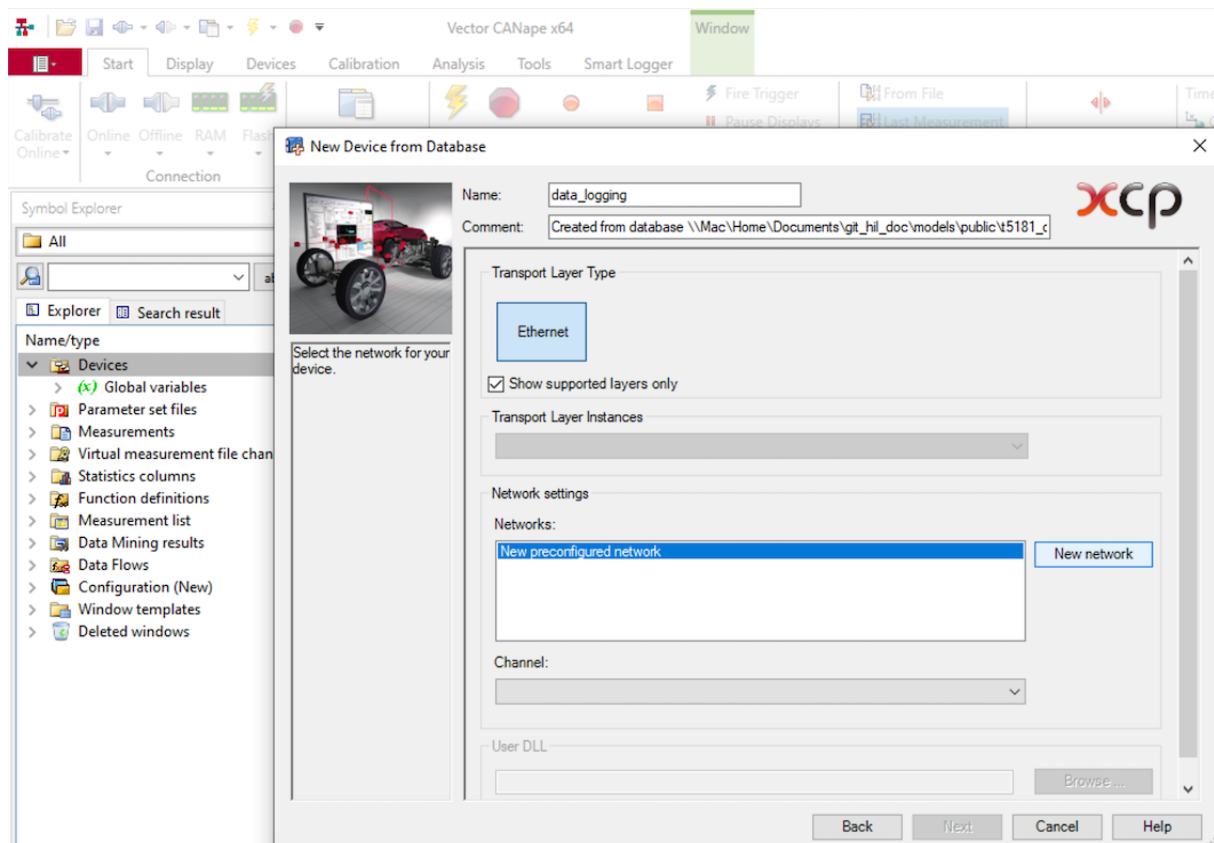 Vector CANape x64
Window
Start Display Devices Calibration Analysis Tools Smart Logger
Fire Trigger
From File
Time
Pause Displays
Last Measurement
Calibrate
Online
Online Offline RAM Flash
Connection
New Device from Database
Symbol Explorer
All
Explorer
Search result
Name/type
Devices
(x) Global variables
Parameter set files
Measurements
Virtual measurement file chan
Statistics columns
Function definitions
Measurement list
Data Mining results
Data Flows
Configuration (New)
Window templates
Deleted windows
Name: data_logging
Comment: Created from database \\Mac\Home\Documents\git_hil_doc\models\public\t5181_c
xcp
Select the network for your
device.
Transport Layer Type
Ethernet
Show supported layers only
Transport Layer Instances
Network settings
Networks:
New preconfigured network
New network
Channel:
User DLL
Browse ...
Back Next Cancel Help